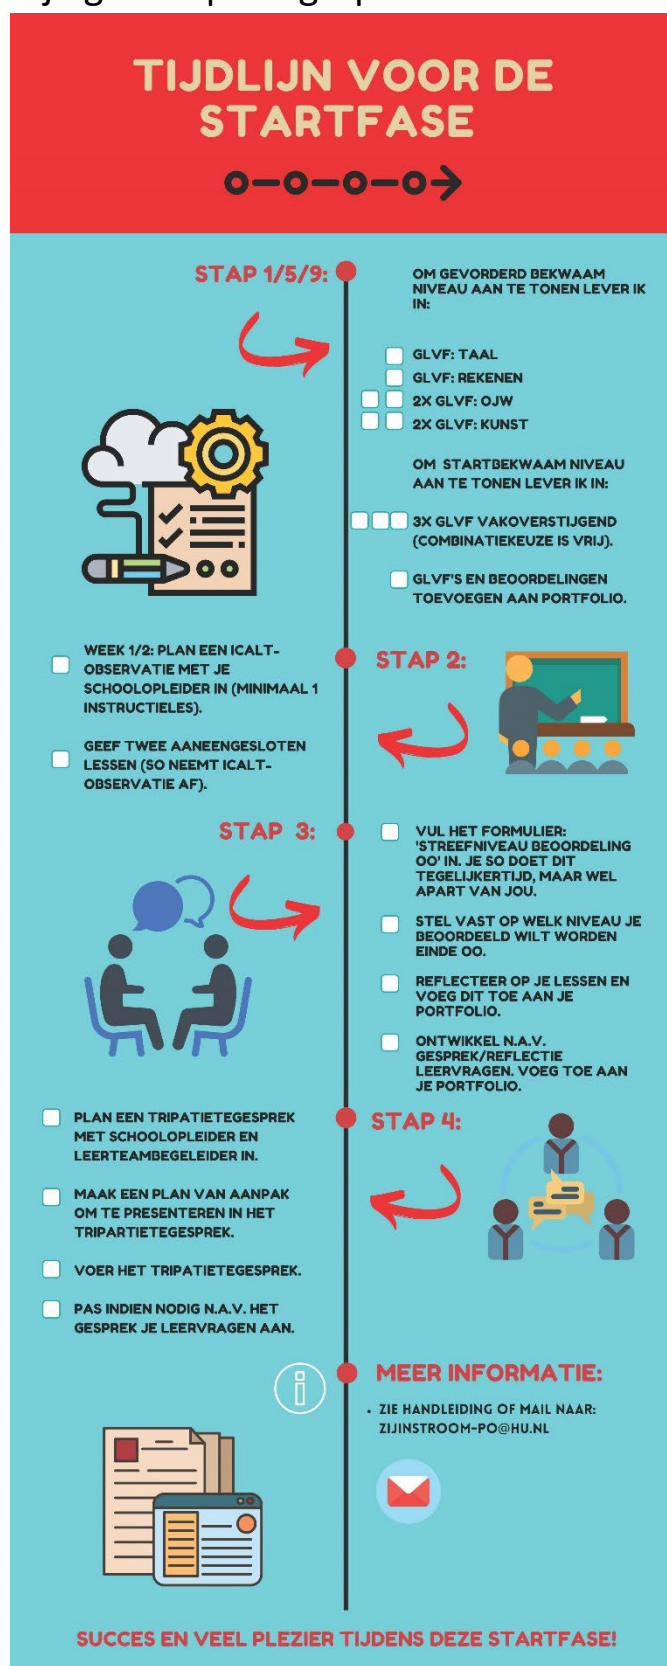 TIJDLIJN VOOR DE
STARTFASE
STAP 1/5/9:
OM GEVORDERD BEKWAAM
NIVEAU AAN TE TONEN LEVER IK
IN:
GLVF: TAAL
GLVF: REKENEN
2X GLVF: OJW
2X GLVF: KUNST
OM STARTBEKWAAM NIVEAU
AAN TE TONEN LEVER IK IN:
3X GLVF VAKOVERSTIJGEND
(COMBINATIEKEUZE IS VRIJ).
GLVF'S EN BEOORDELINGEN
TOEVOEGEN AAN PORTFOLIO.
STAP 2:
WEEK 1/2: PLAN EEN ICALT-
OBSERVATIE MET JE
SCHOOLOPLEIDER IN (MINIMAAL 1
INSTRUCTIELES).
GEEF TWEE AANEENGESLOTEN
LESSEN (SO NEEMT ICALT-
OBSERVATIE AF).
STAP 3:
VUL HET FORMULIER:
'STREEFNIVEAU BEOORDELING
OO' IN. JE SO DOET DIT
TEGELIJKERTIJD, MAAR WEL
APART VAN JOU.
STEL VAST OP WELK NIVEAU JE
BEOORDEELD WILT WORDEN
EINDE OO.
REFLECTEER OP JE LESSEN EN
VOEG DIT TOE AAN JE
PORTFOLIO.
ONTWIKKEL N.A.V.
GESPREK/REFLECTIE
LEERVRAGEN. VOEG TOE AAN
JE PORTFOLIO.
STAP 4:
PLAN EEN TRIPATIETEGESPREK
MET SCHOOLOPLEIDER EN
LEERTEAMBEGELEIDER IN.
MAAK EEN PLAN VAN AANPAK
OM TE PRESENTEREN IN HET
TRIPARTIETEGESPREK.
VOER HET TRIPATIETEGESPREK.
PAS INDIEN NODIG N.A.V. HET
GESPREK JE LEERVRAGEN AAN.
MEER INFORMATIE:
• ZIE HANDLEIDING OF MAIL NAAR:
ZIJINSTROOM-PO@HU.NL
SUCCES EN VEEL PLEZIER TIJDENS DEZE STARTFASE!